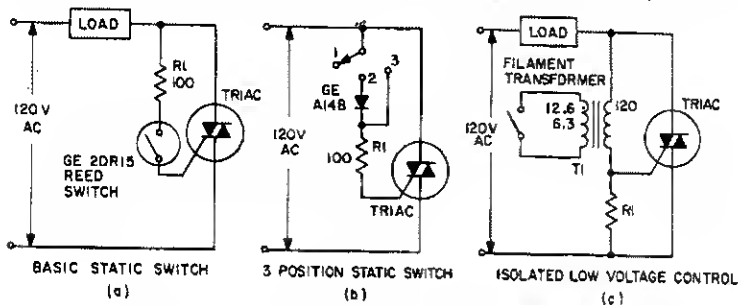 LOAD
R1
100
TRIAC
120V
AC
GE 2DR15
REED
SWITCH
BASIC STATIC SWITCH
(a)
1
2
3
GE
A14B
120V
AC
R1
100
TRIAC
3 POSITION STATIC SWITCH
(b)
LOAD
FILAMENT
TRANSFORMER
12.6
6.3
120
T1
120V
AC
TRIAC
R1
ISOLATED LOW VOLTAGE CONTROL
(c)